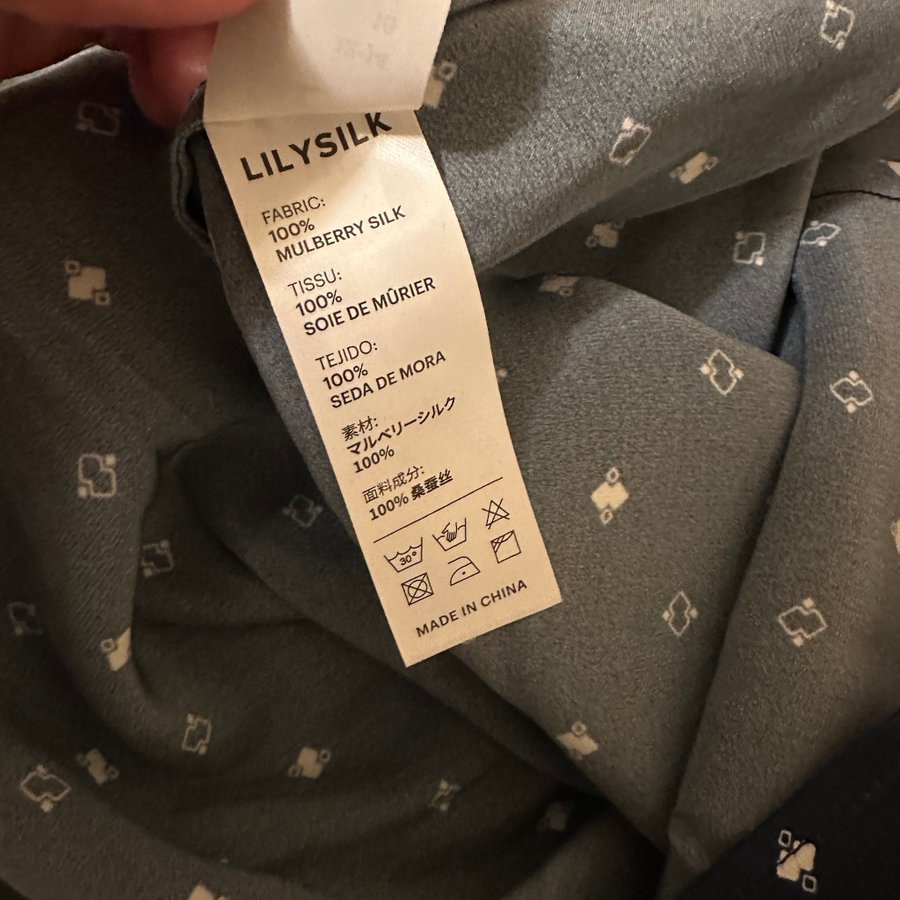 LILYSILK
FABRIC:
100%
MULBERRY SILK
TISSU:
100%
SOIE DE MÛRIER
TEJIDO:
100%
SEDA DE MORA
素材:
マルベリーシルク
100%
面料成分:
100% 桑蚕丝
30°
MADE IN CHINA